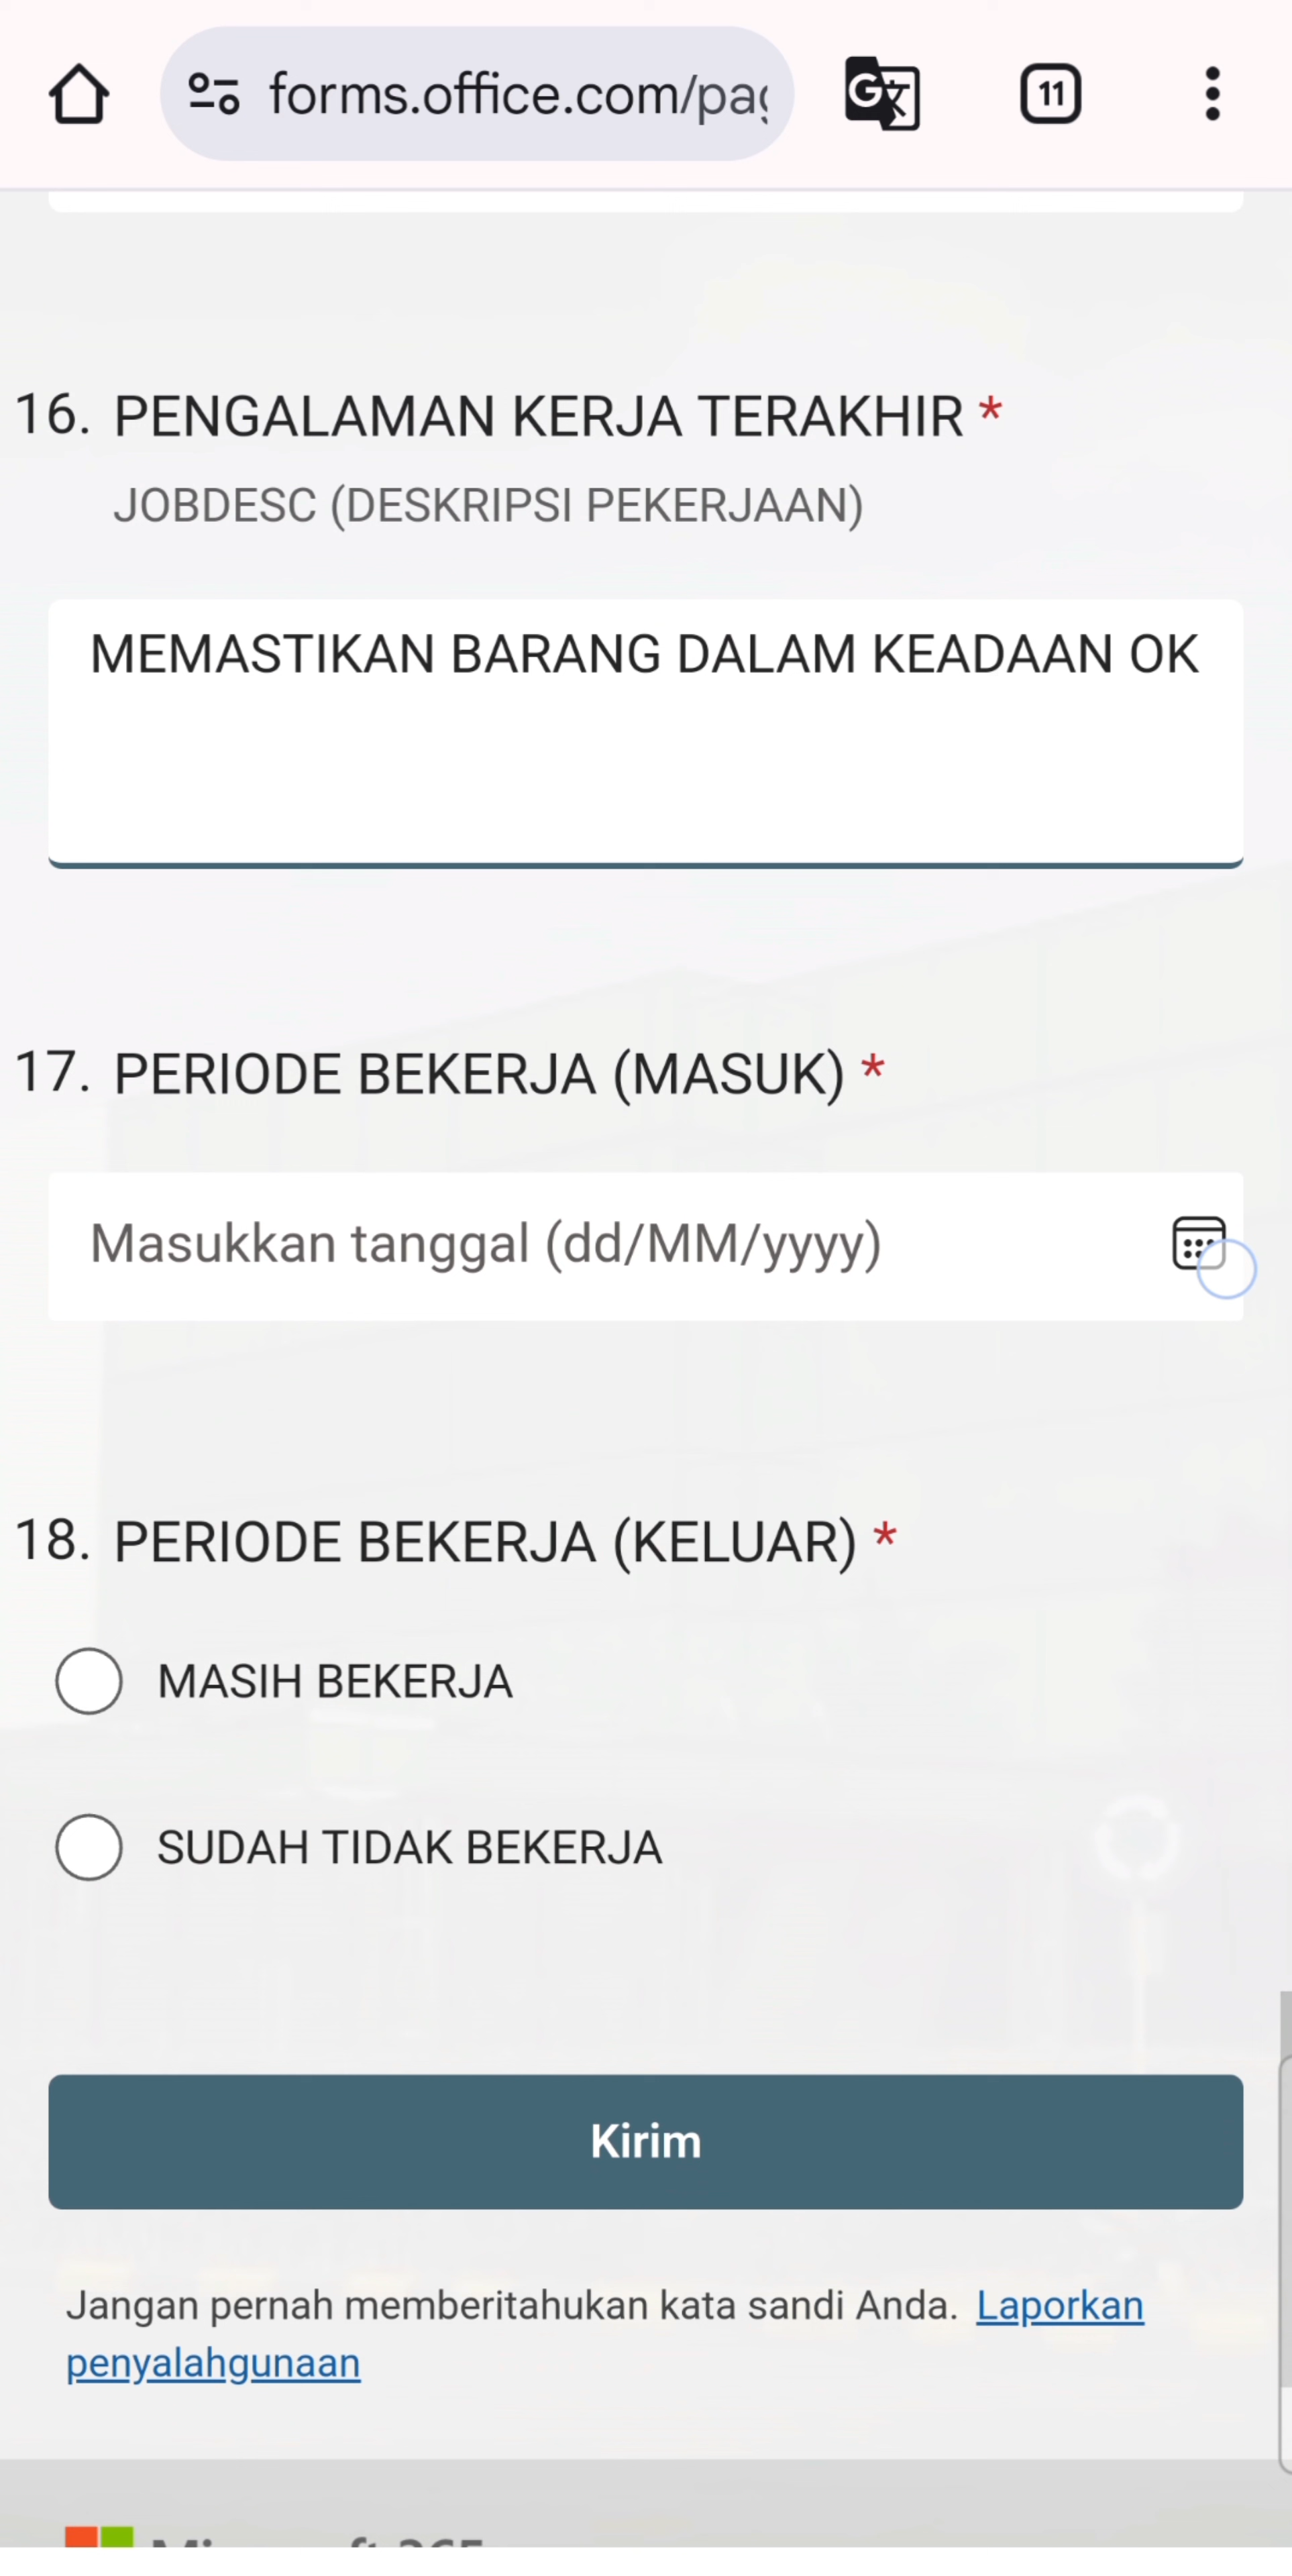 forms.office.com/pag
11
16. PENGALAMAN KERJA TERAKHIR *
JOBDESC (DESKRIPSI PEKERJAAN)
MEMASTIKAN BARANG DALAM KEADAAN OK
17. PERIODE BEKERJA (MASUK) *
Masukkan tanggal (dd/MM/yyyy)
18. PERIODE BEKERJA (KELUAR) *
MASIH BEKERJA
SUDAH TIDAK BEKERJA
Kirim
Jangan pernah memberitahukan kata sandi Anda. Laporkan
penyalahgunaan